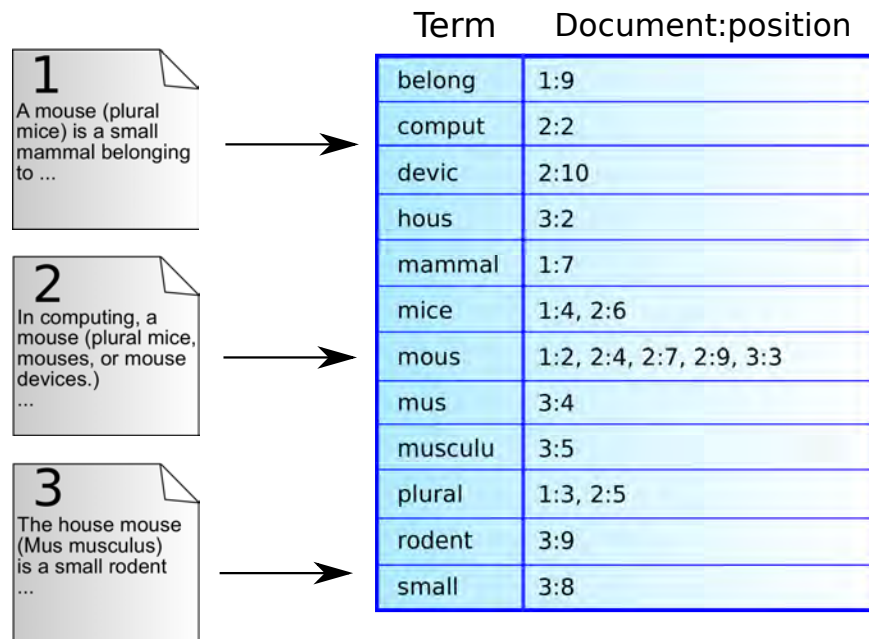 Term Document:position
1
A mouse (plural
mice) is a small
mammal belonging
to ...
2
In computing, a
mouse (plural mice,
mouses, or mouse
devices.)
...
3
The house mouse
(Mus musculus)
is a small rodent
...
belong 1:9
comput 2:2
devic 2:10
hous 3:2
mammal 1:7
mice 1:4, 2:6
mous 1:2, 2:4, 2:7, 2:9, 3:3
mus 3:4
musculu 3:5
plural 1:3, 2:5
rodent 3:9
small 3:8